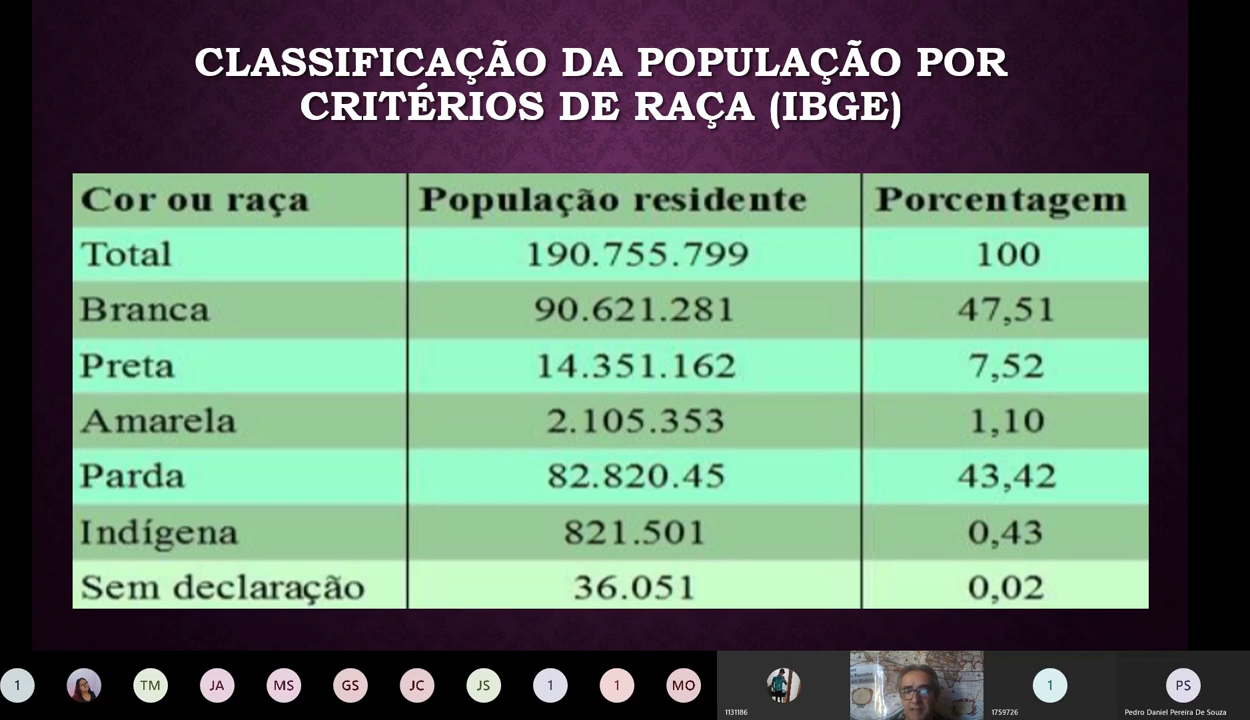 CLASSIFICAÇÃO DA POPULAÇÃO POR
CRITÉRIOS DE RAÇA (IBGE)
Cor ou raça População residente Porcentagem
Total 190.755.799 100
Branca 90.621.281 47,51
Preta 14.351.162 7,52
Amarela 2.105.353 1,10
Parda 82.820.45 43,42
Indígena 821.501 0,43
Sem declaração 36.051 0,02
1 TM JA MS GS JC JS 1 1 MO 1 PS
1131186 1759726 Pedro Daniel Pereira De Souza